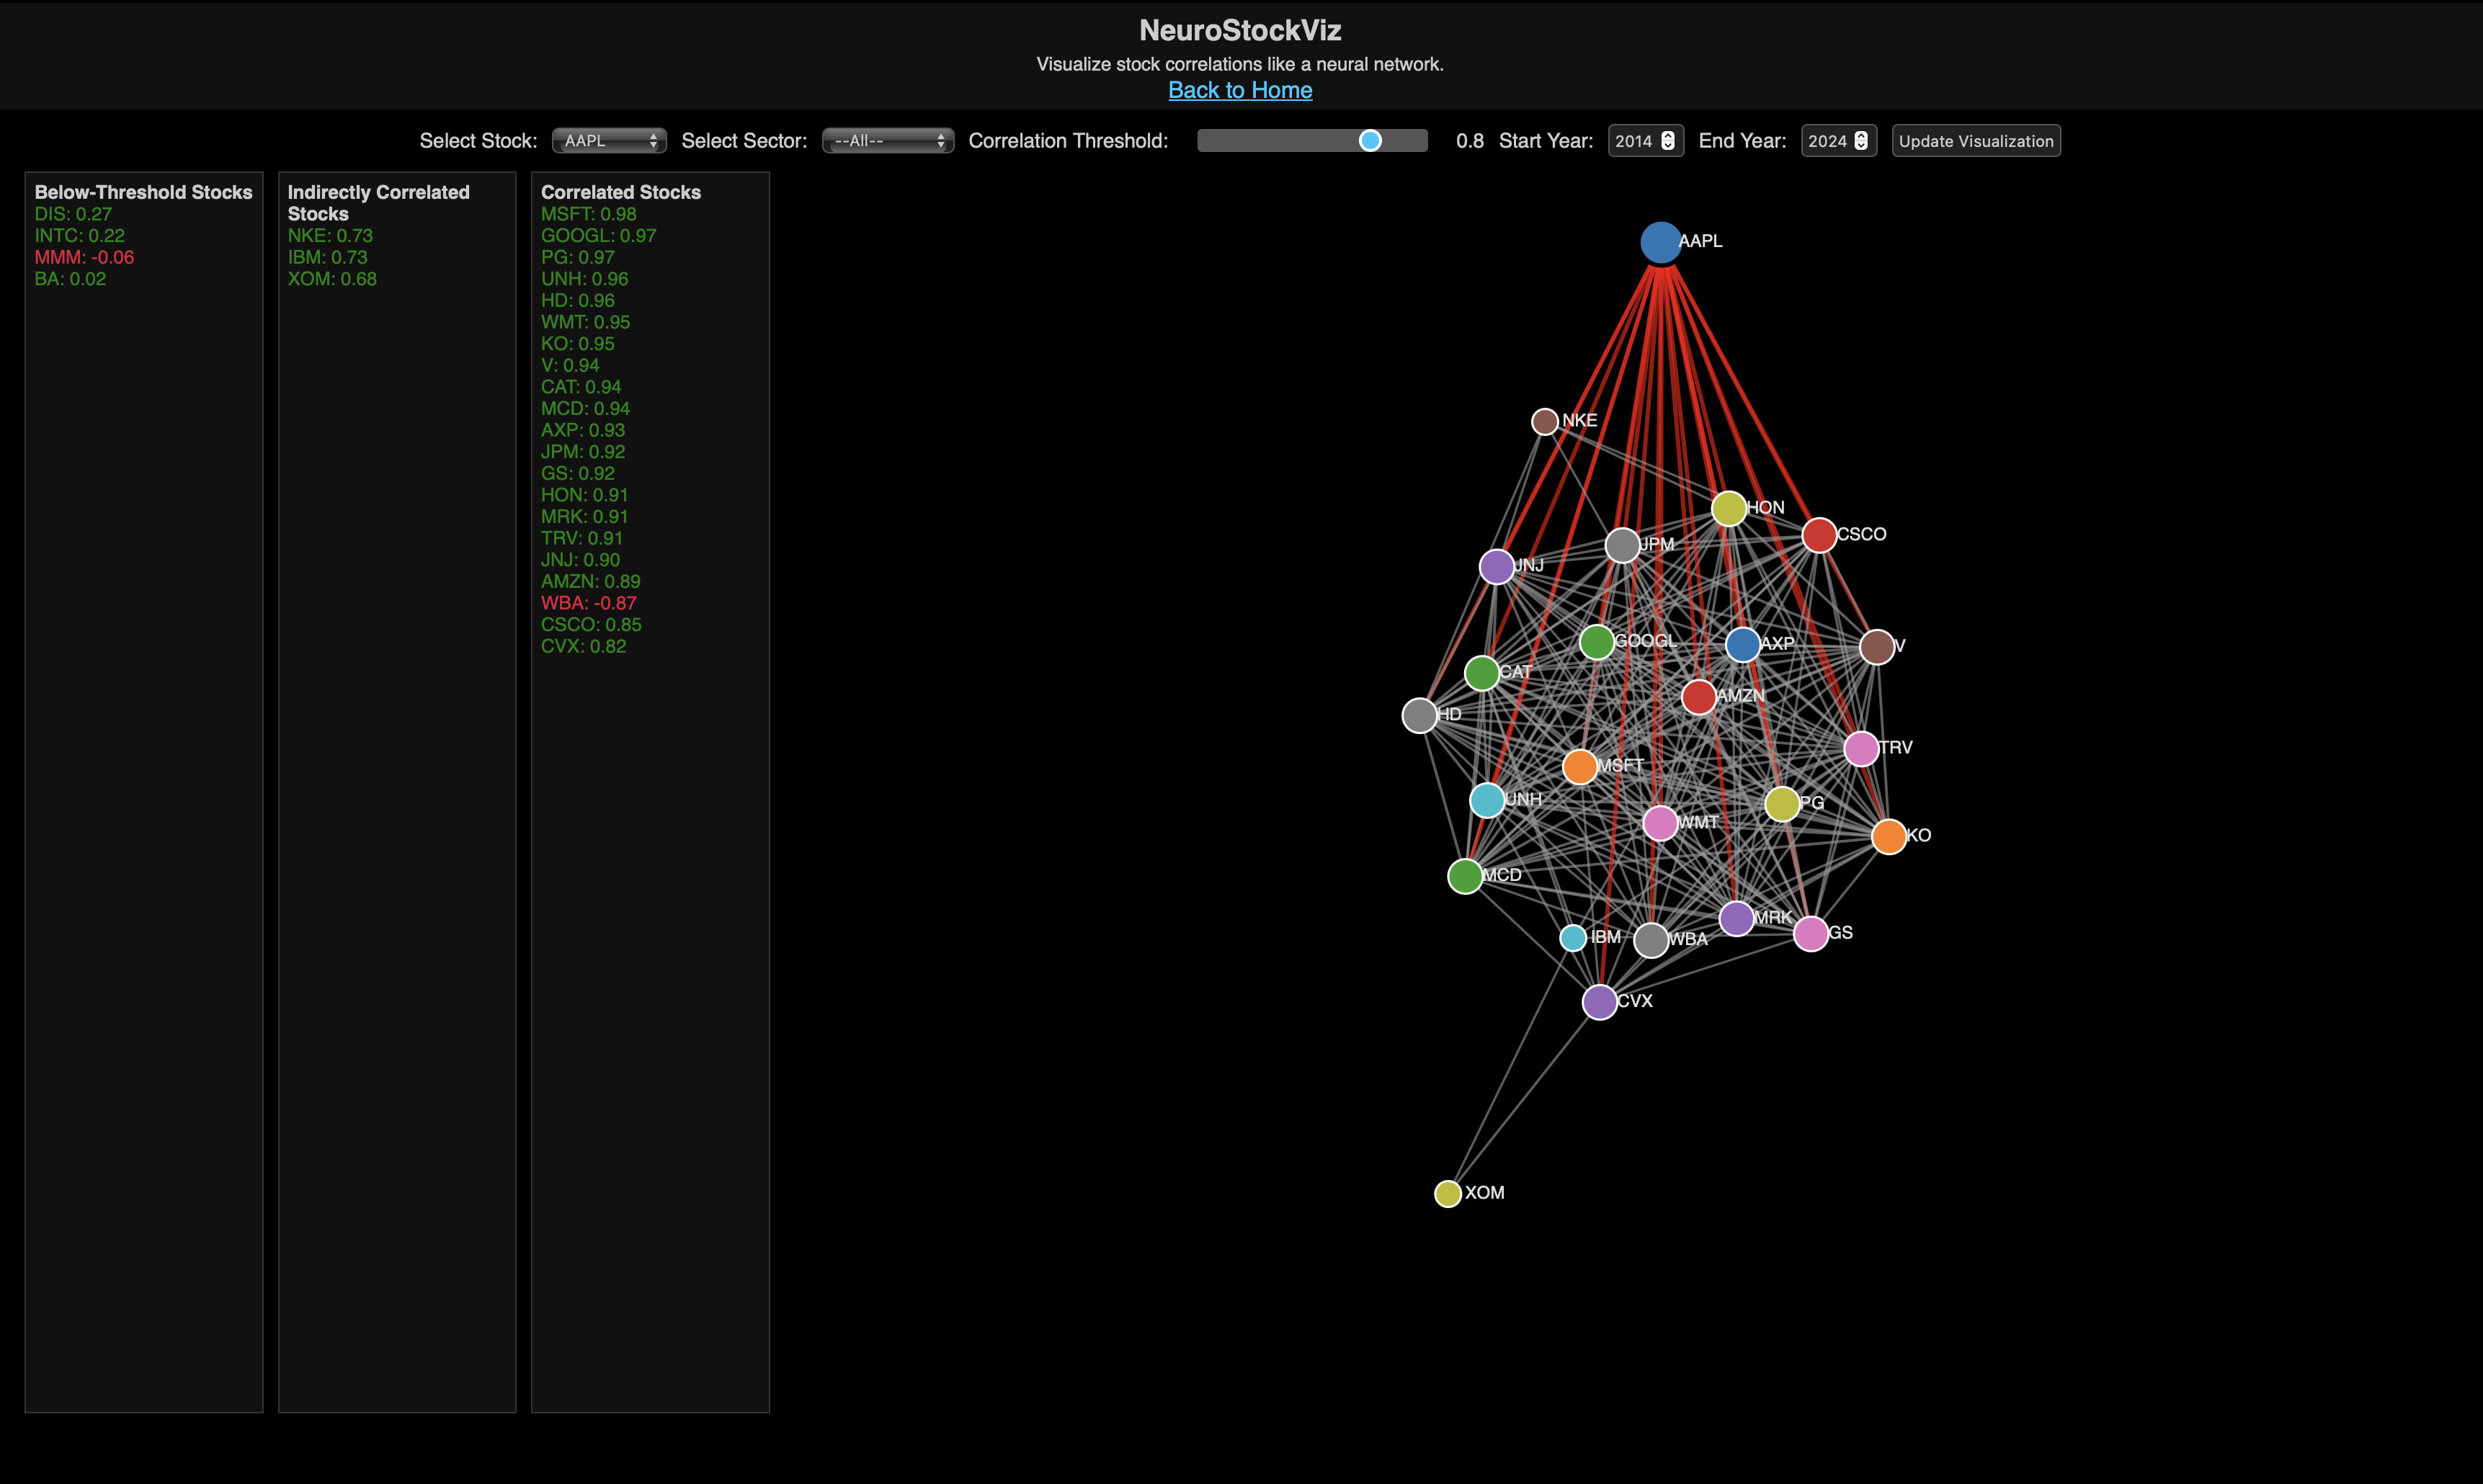 NeuroStockViz
Visualize stock correlations like a neural network.
Back to Home
Select Stock: AAPL Select Sector: --All-- Correlation Threshold: 0.8 Start Year: 2014 End Year: 2024 Update Visualization
Below-Threshold Stocks
DIS: 0.27
INTC: 0.22
MMM: -0.06
BA: 0.02
Indirectly Correlated
Stocks
NKE: 0.73
IBM: 0.73
XOM: 0.68
Correlated Stocks
MSFT: 0.98
GOOGL: 0.97
PG: 0.97
UNH: 0.96
HD: 0.96
WMT: 0.95
KO: 0.95
V: 0.94
CAT: 0.94
MCD: 0.94
AXP: 0.93
JPM: 0.92
GS: 0.92
HON: 0.91
MRK: 0.91
TRV: 0.91
JNJ: 0.90
AMZN: 0.89
WBA: -0.87
CSCO: 0.85
CVX: 0.82
AAPL
NKE
HON
CSCO
JPM
JNJ
GOOGL
AXP
V
CAT
AMZN
HD
TRV
MSFT
UNH
PG
WMT
KO
MCD
MRK
GS
IBM
WBA
CVX
XOM